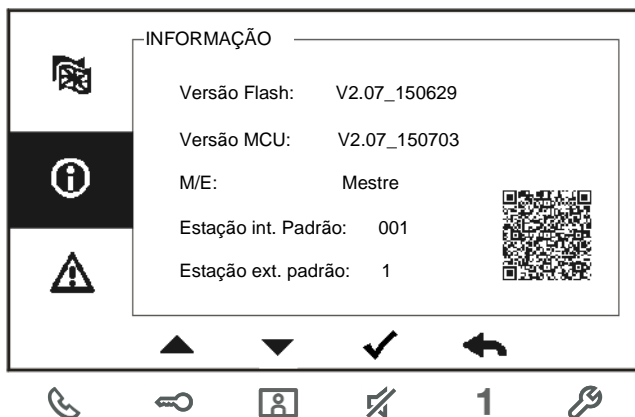 INFORMAÇÃO
Versão Flash: V2.07_150629
Versão MCU: V2.07_150703
M/E: Mestre
Estação int. Padrão: 001
Estação ext. padrão: 1
1